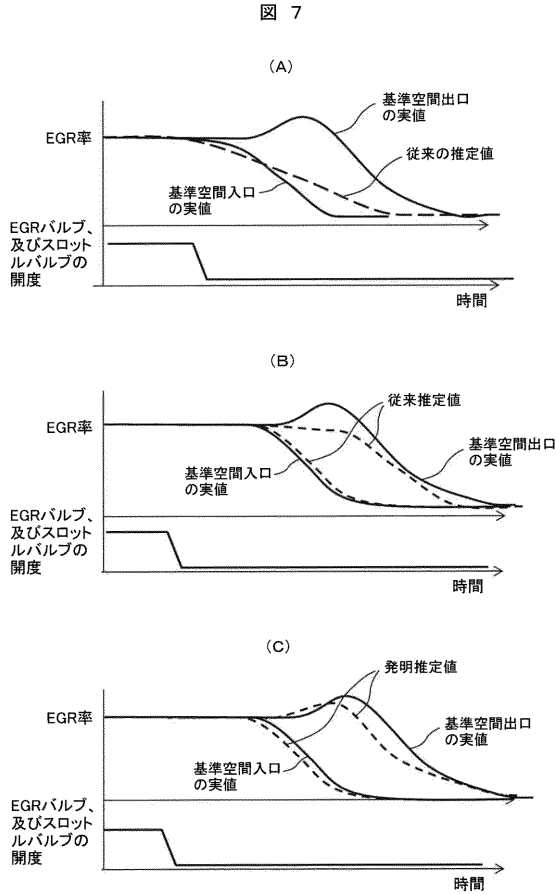 図 7
(A)
基準空間出口
の実値
EGR率
従来の推定値
基準空間入口
の実値
EGRバルブ、
及びスロット
ルバルブの
開度
時間
(B)
従来推定値
EGR率
基準空間出口
の実値
基準空間入口
の実値
EGRバルブ、
及びスロット
ルバルブの
開度
時間
(C)
発明推定値
EGR率
基準空間出口
の実値
基準空間入口
の実値
EGRバルブ、
及びスロット
ルバルブの
開度
時間